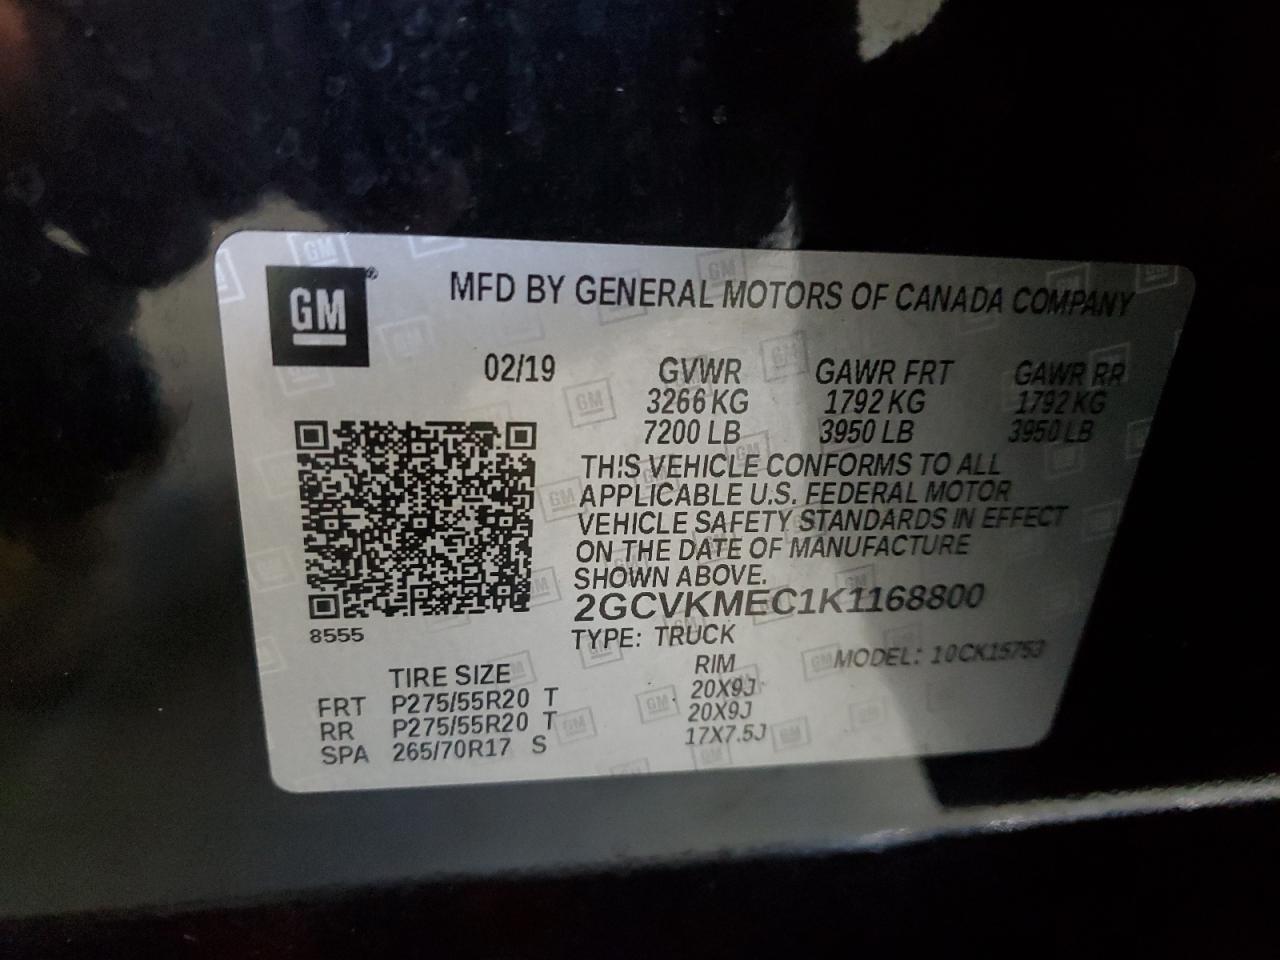 GM
MFD BY GENERAL MOTORS OF CANADA COMPANY
02/19 GVWR GAWR FRT GAWR RR
3266 KG 1792 KG 1792 KG
7200 LB 3950 LB 3950 LB
THIS VEHICLE CONFORMS TO ALL
APPLICABLE U.S. FEDERAL MOTOR
VEHICLE SAFETY STANDARDS IN EFFECT
ON THE DATE OF MANUFACTURE
SHOWN ABOVE.
2GCVKMEC1K1168800
8555
TYPE: TRUCK
MODEL: 10CK15753
TIRE SIZE RIM
FRT P275/55R20 T 20X9J
RR P275/55R20 T 20X9J
SPA 265/70R17 S 17X7.5J